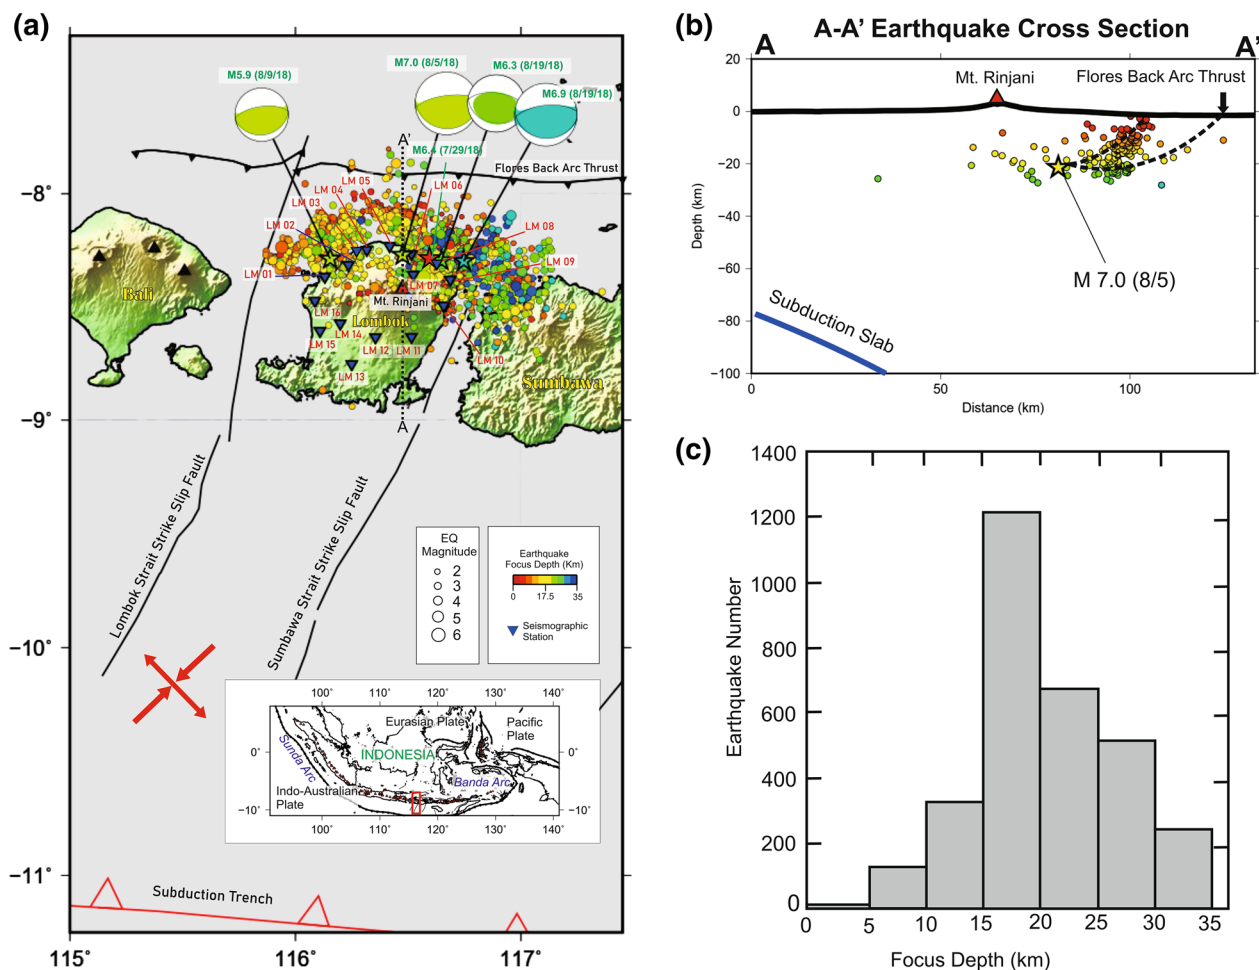 (a)
M5.9 (8/9/18)
M7.0 (8/5/18)
M6.3 (8/19/18)
M6.9 (8/19/18)
A'
M6.4 (7/29/18)
Flores Back Arc Thrust
LM 05
LM 04
LM 06
LM 03
LM 02
LM 08
LM 01
LM 09
LM 07
Mt. Rinjani
Bali
LM 16
Lombok
LM 14
LM 15
LM 12
LM 11
LM 10
LM 13
Sumbawa
A
Lombok Strait Strike Slip Fault
Sumbawa Strait Strike Slip Fault
EQ
Magnitude
2
3
4
5
6
Earthquake
Focus Depth (Km)
0 17.5 35
Seismographic
Station
100° 110° 120° 130° 140°
Eurasian Plate
Pacific
Plate
0°
INDONESIA
0°
Sunda Arc
Banda Arc
Indo-Australian
Plate
−10°
−10°
100° 110° 120° 130° 140°
Subduction Trench
−8°
−9°
−10°
−11°
115° 116° 117°
(b)
A-A’ Earthquake Cross Section
A
A’
20
0
−20
−40
−60
−80
−100
Depth (km)
Mt. Rinjani
Flores Back Arc Thrust
M 7.0 (8/5)
Subduction Slab
0 50 100
Distance (km)
(c)
1400
1200
1000
800
600
400
200
0
Earthquake Number
0 5 10 15 20 25 30 35
Focus Depth (km)